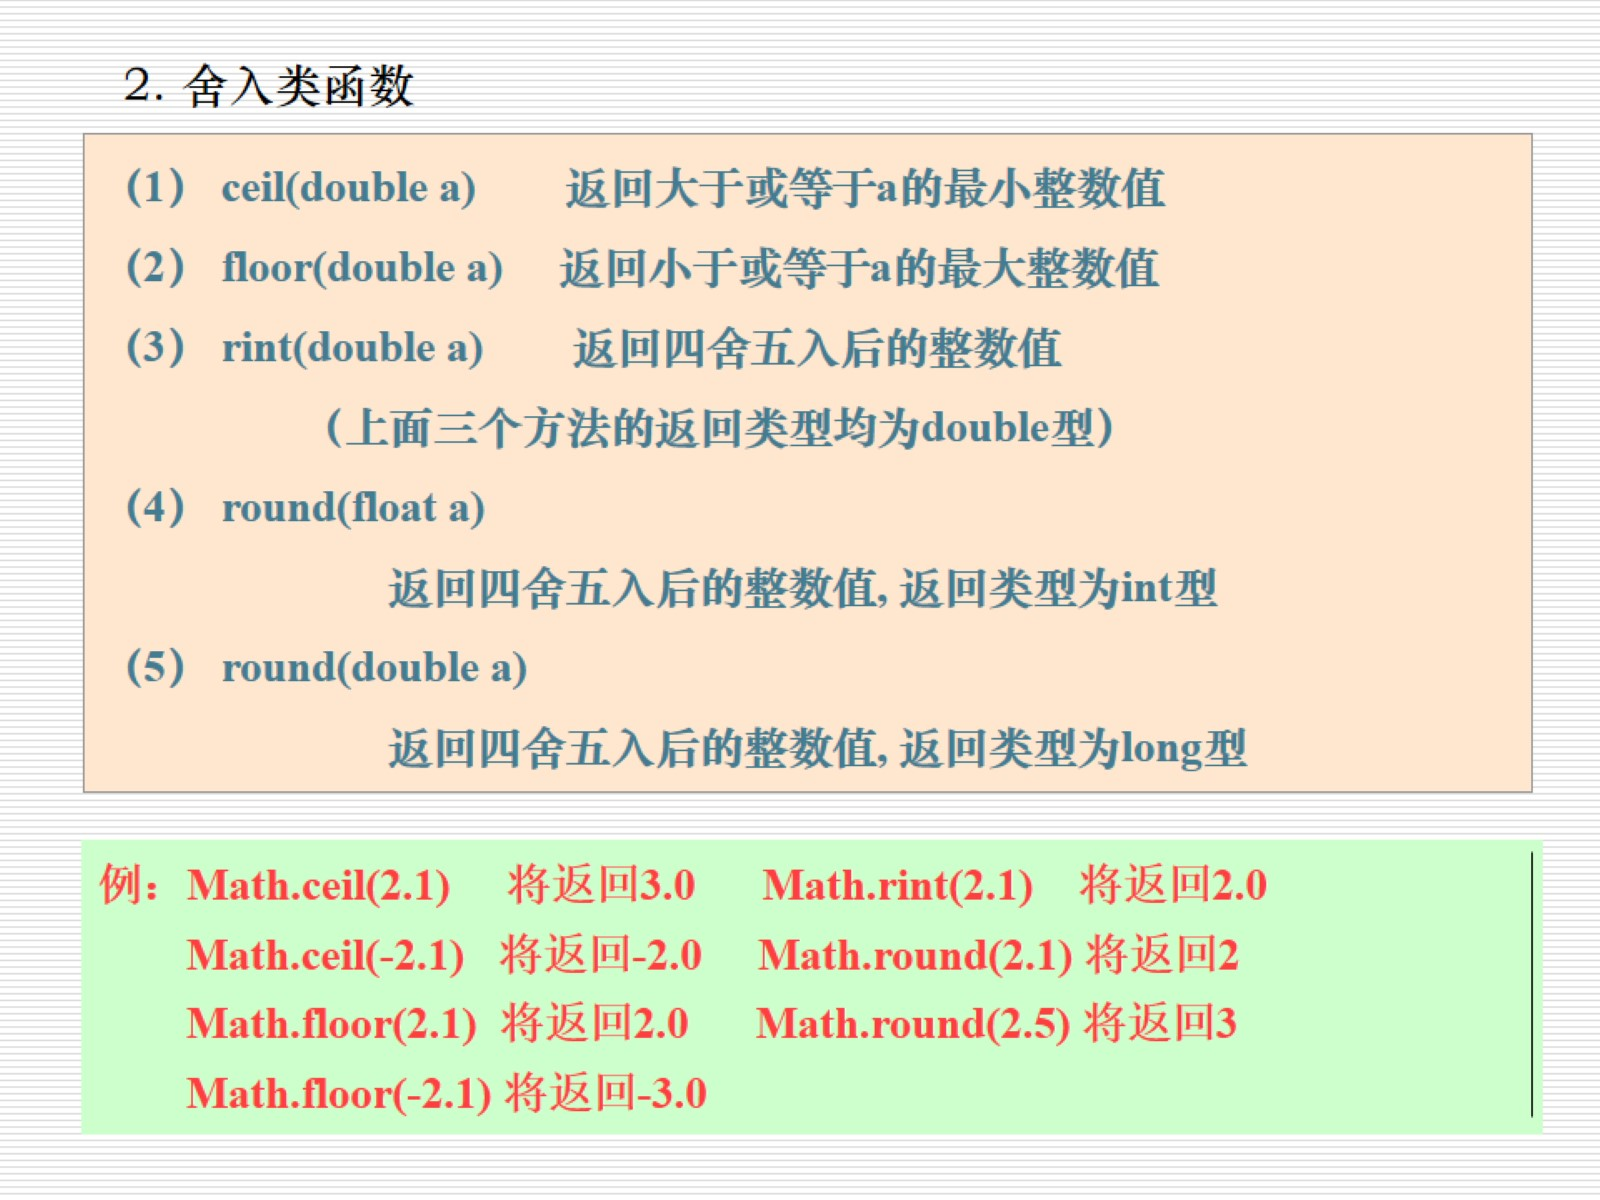 2. 舍入类函数
（1） ceil(double a) 返回大于或等于a的最小整数值
（2） floor(double a) 返回小于或等于a的最大整数值
（3） rint(double a) 返回四舍五入后的整数值
（上面三个方法的返回类型均为double型）
（4） round(float a)
返回四舍五入后的整数值, 返回类型为int型
（5） round(double a)
返回四舍五入后的整数值, 返回类型为long型
例：Math.ceil(2.1) 将返回3.0 Math.rint(2.1) 将返回2.0
Math.ceil(-2.1) 将返回-2.0 Math.round(2.1) 将返回2
Math.floor(2.1) 将返回2.0 Math.round(2.5) 将返回3
Math.floor(-2.1) 将返回-3.0